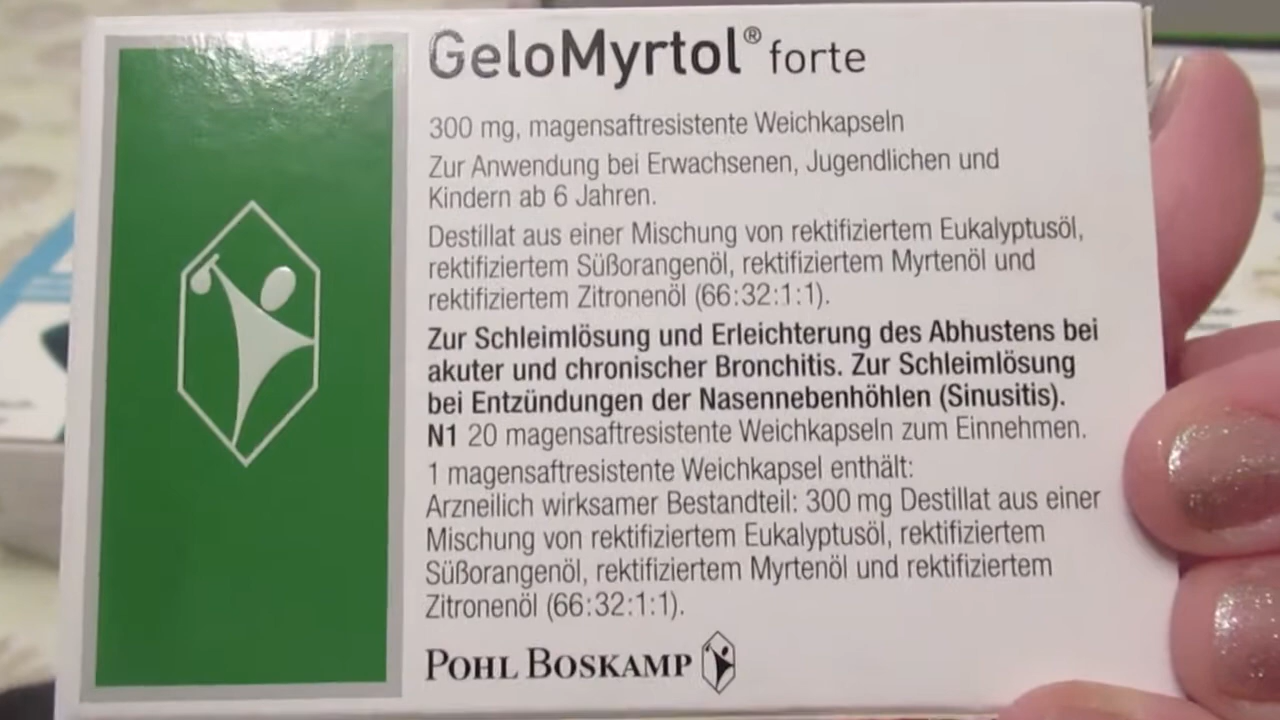 GeloMyrtol® forte
300 mg, magensaftresistente Weichkapseln
Zur Anwendung bei Erwachsenen, Jugendlichen und
Kindern ab 6 Jahren.
Destillat aus einer Mischung von rektifiziertem Eukalyptusöl,
rektifiziertem Süßorangenöl, rektifiziertem Myrtenöl und
rektifiziertem Zitronenöl (66:32:1:1).
Zur Schleimlösung und Erleichterung des Abhustens bei
akuter und chronischer Bronchitis. Zur Schleimlösung
bei Entzündungen der Nasennebenhöhlen (Sinusitis).
N1 20 magensaftresistente Weichkapseln zum Einnehmen.
1 magensaftresistente Weichkapsel enthält:
Arzneilich wirksamer Bestandteil: 300 mg Destillat aus einer
Mischung von rektifiziertem Eukalyptusöl, rektifiziertem
Süßorangenöl, rektifiziertem Myrtenöl und rektifiziertem
Zitronenöl (66:32:1:1).
POHL BOSKAMP